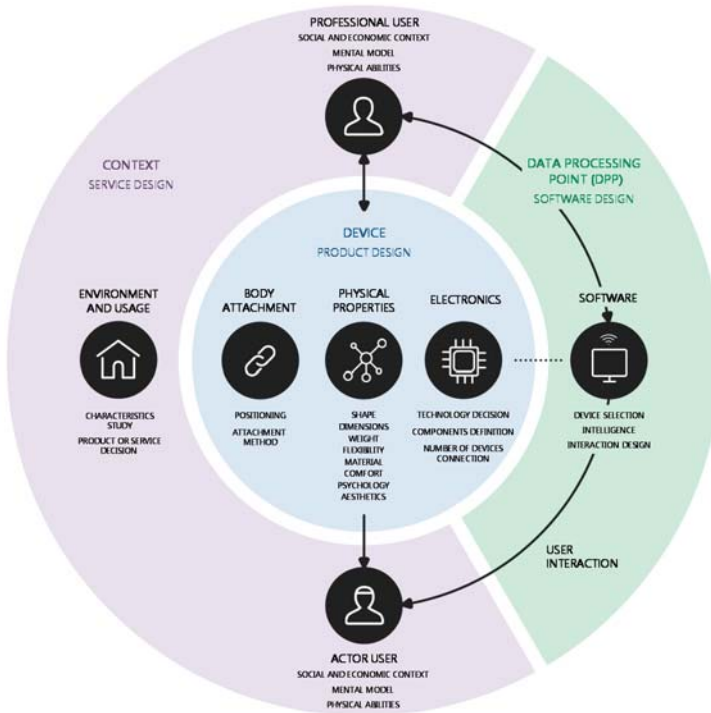 PROFESSIONAL USER
SOCIAL AND ECONOMIC CONTEXT
MENTAL MODEL
PHYSICAL ABILITIES
CONTEXT
SERVICE DESIGN
DATA PROCESSING
POINT (DPP)
SOFTWARE DESIGN
DEVICE
PRODUCT DESIGN
ENVIRONMENT
AND USAGE
CHARACTERISTICS
STUDY
PRODUCT OR SERVICE
DECISION
BODY
ATTACHMENT
POSITIONING
ATTACHMENT
METHOD
PHYSICAL
PROPERTIES
SHAPE
DIMENSIONS
WEIGHT
FLEXIBILITY
MATERIAL
COMFORT
PSYCHOLOGY
AESTHETICS
ELECTRONICS
TECHNOLOGY DECISION
COMPONENTS DEFINITION
NUMBER OF DEVICES
CONNECTION
SOFTWARE
DEVICE SELECTION
INTELLIGENCE
INTERACTION DESIGN
USER
INTERACTION
ACTOR USER
SOCIAL AND ECONOMIC CONTEXT
MENTAL MODEL
PHYSICAL ABILITIES